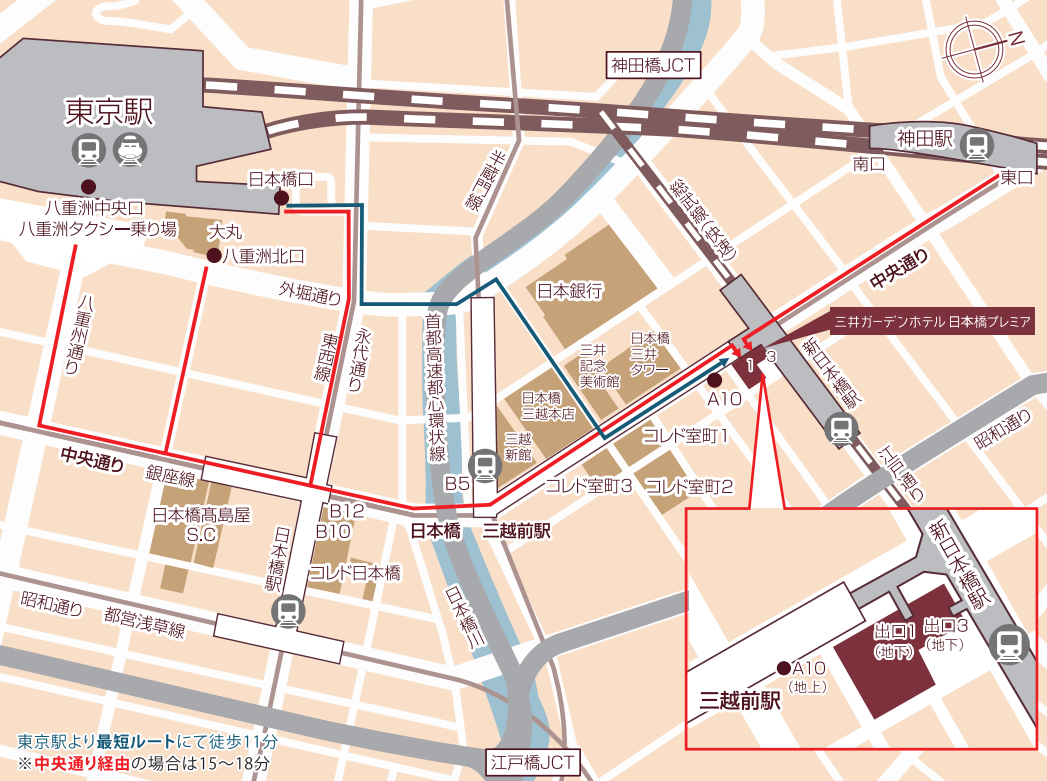 神田橋JCT
N
東京駅
神田駅
南口
東口
日本橋口
八重洲中央口
八重洲タクシー乗り場
大丸
八重洲北口
半蔵門線
総武線(快速)
中央通り
外堀通り
日本銀行
八重州通り
東西線
永代通り
首都高速都心環状線
三井
記念
美術館
日本橋
三井
タワー
三井ガーデンホテル 日本橋プレミア
1
3
A10
新日本橋駅
日本橋
三越本店
三越
新館
コレド室町1
コレド室町3
コレド室町2
昭和通り
江戸通り
中央通り
銀座線
B5
日本橋髙島屋
S.C
B12
B10
日本橋
三越前駅
日本橋駅
コレド日本橋
日本橋川
昭和通り
都営浅草線
新日本橋駅
出口1
(地下)
出口3
(地下)
A10
(地上)
三越前駅
東京駅より最短ルートにて徒歩11分
※中央通り経由の場合は15〜18分
江戸橋JCT